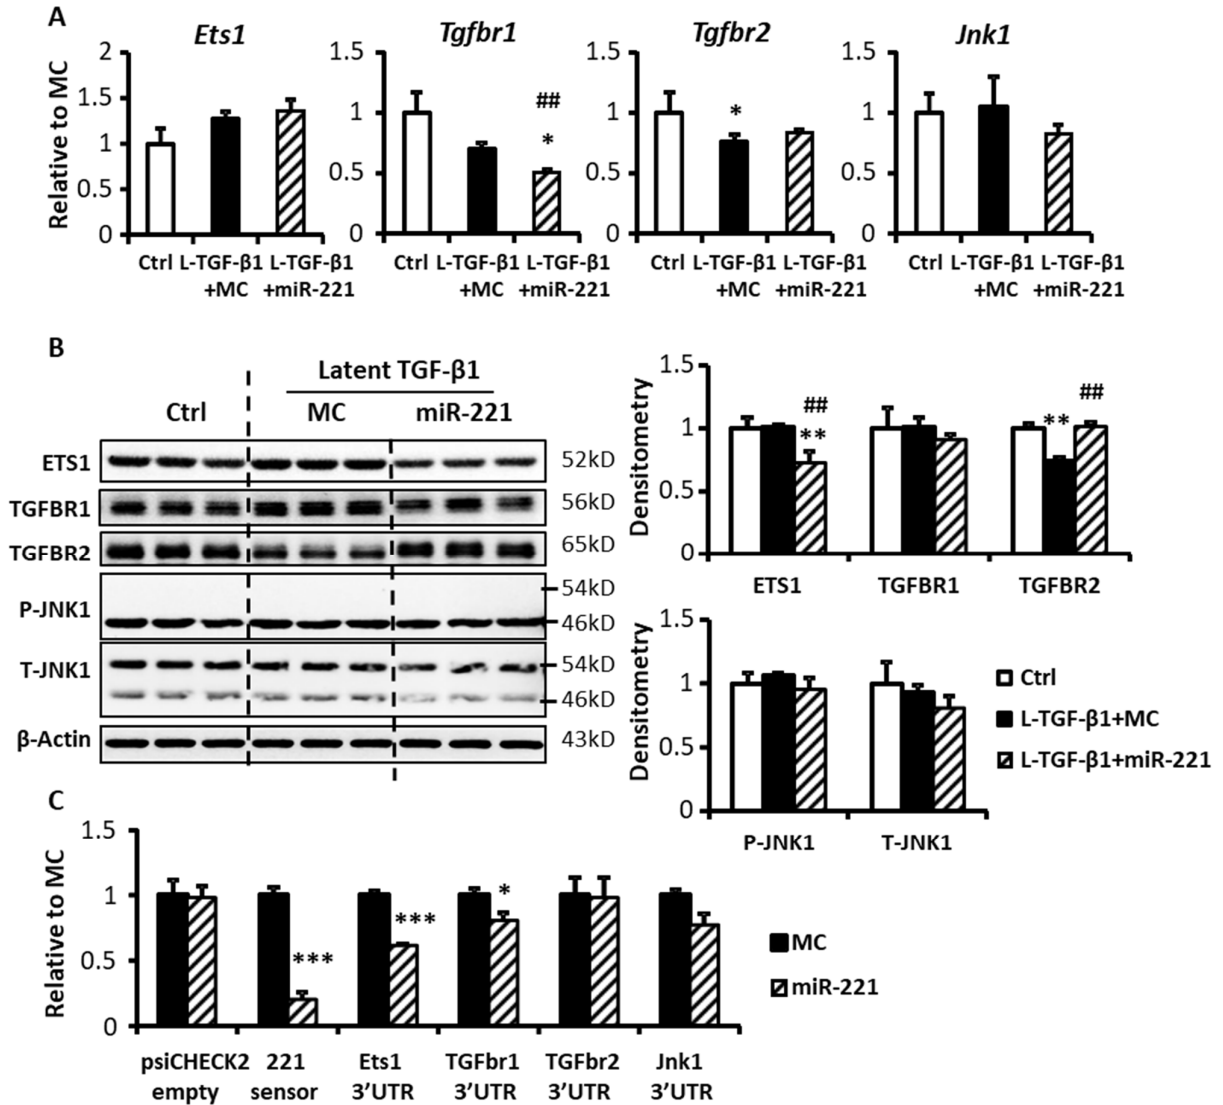 A
Ets1
Tgfbr1
Tgfbr2
Jnk1
Relative to MC
2
1.5
1
0.5
0
1.5
1
0.5
0
1.5
1
0.5
0
1.5
1
0.5
0
##
*
*
Ctrl L-TGF-β1 L-TGF-β1
+MC +miR-221
Ctrl L-TGF-β1 L-TGF-β1
+MC +miR-221
Ctrl L-TGF-β1 L-TGF-β1
+MC +miR-221
Ctrl L-TGF-β1 L-TGF-β1
+MC +miR-221
B
Latent TGF-β1
Ctrl MC miR-221
ETS1 52kD
TGFBR1 56kD
TGFBR2 65kD
P-JNK1 54kD
46kD
T-JNK1 54kD
46kD
β-Actin 43kD
Densitometry
1.5
1
0.5
0
##
**
**
##
ETS1 TGFBR1 TGFBR2
Densitometry
1.5
1
0.5
0
P-JNK1 T-JNK1
Ctrl
L-TGF-β1+MC
L-TGF-β1+miR-221
C
Relative to MC
1.5
1
0.5
0
***
***
*
MC
miR-221
psiCHECK2 221 Ets1 TGFbr1 TGFbr2 Jnk1
empty sensor 3’UTR 3’UTR 3’UTR 3’UTR